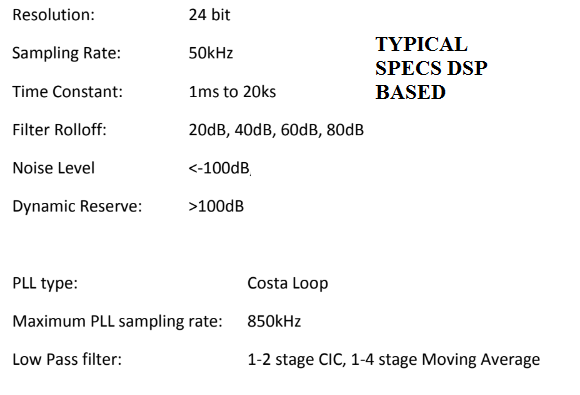 Resolution: 24 bit
Sampling Rate: 50kHz
TYPICAL
SPECS DSP
BASED
Time Constant: 1ms to 20ks
Filter Rolloff: 20dB, 40dB, 60dB, 80dB
Noise Level <-100dB.
Dynamic Reserve: >100dB
PLL type: Costa Loop
Maximum PLL sampling rate: 850kHz
Low Pass filter: 1-2 stage CIC, 1-4 stage Moving Average